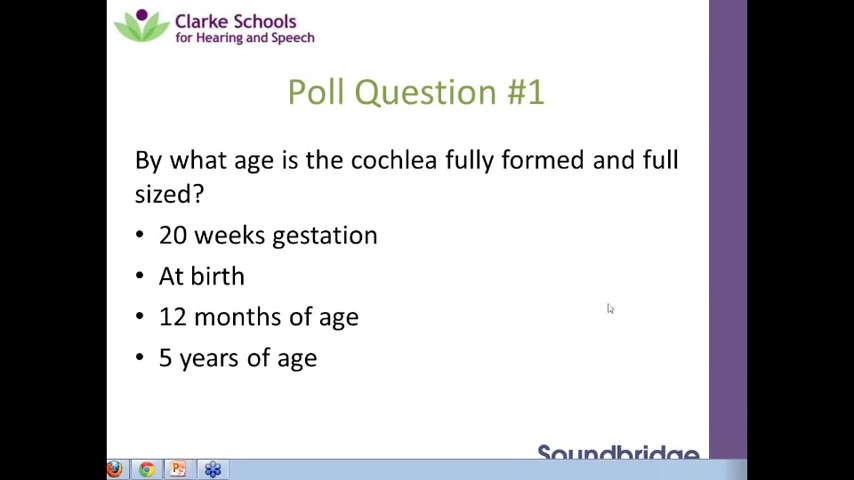 Clarke Schools
for Hearing and Speech
Poll Question #1
By what age is the cochlea fully formed and full
sized?
• 20 weeks gestation
• At birth
• 12 months of age
• 5 years of age
Soundbridge